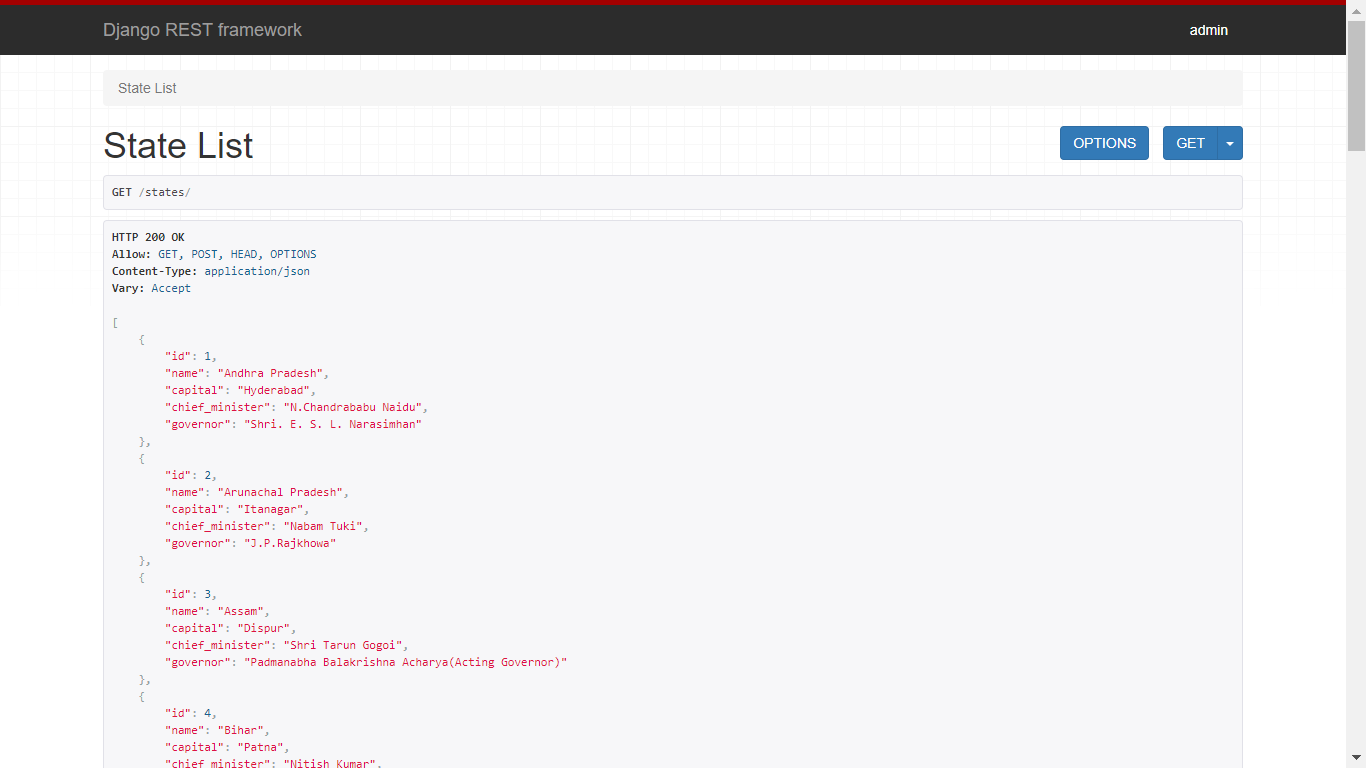 Django REST framework
admin
State List
State List
OPTIONS
GET
GET /states/
HTTP 200 OK
Allow: GET, POST, HEAD, OPTIONS
Content-Type: application/json
Vary: Accept
[
    {
        "id": 1,
        "name": "Andhra Pradesh",
        "capital": "Hyderabad",
        "chief_minister": "N.Chandrababu Naidu",
        "governor": "Shri. E. S. L. Narasimhan"
    },
    {
        "id": 2,
        "name": "Arunachal Pradesh",
        "capital": "Itanagar",
        "chief_minister": "Nabam Tuki",
        "governor": "J.P.Rajkhowa"
    },
    {
        "id": 3,
        "name": "Assam",
        "capital": "Dispur",
        "chief_minister": "Shri Tarun Gogoi",
        "governor": "Padmanabha Balakrishna Acharya(Acting Governor)"
    },
    {
        "id": 4,
        "name": "Bihar",
        "capital": "Patna",
        "chief_minister": "Nitish Kumar",